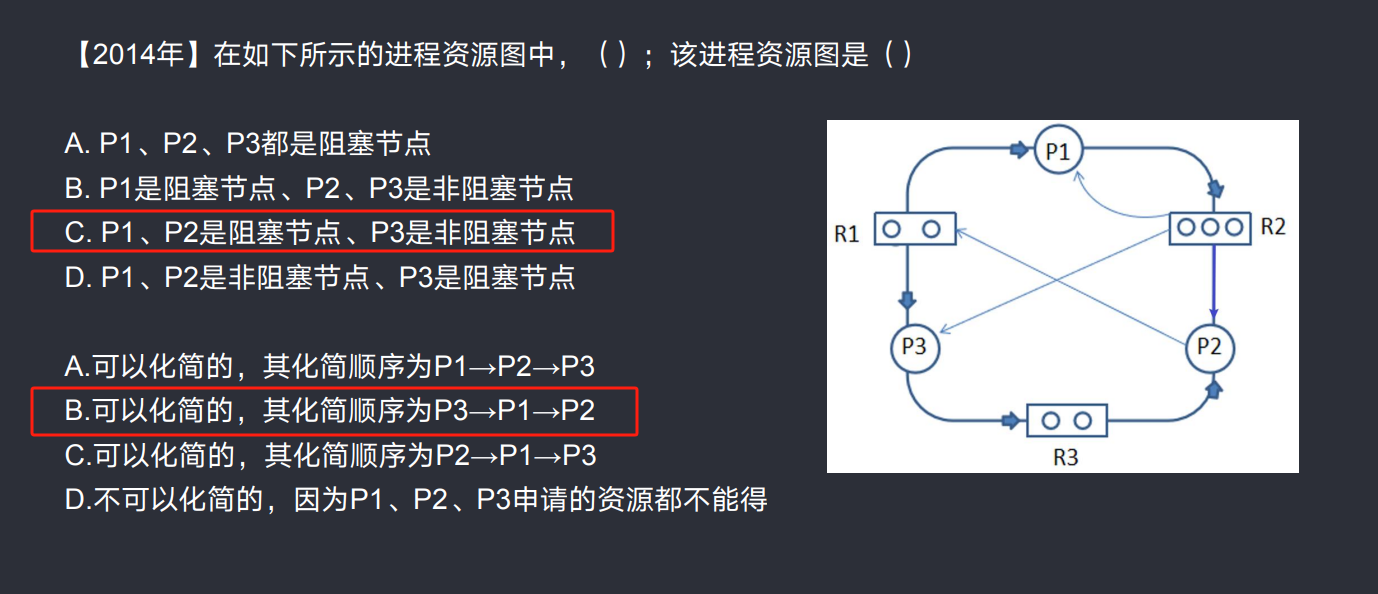 【2014年】在如下所示的进程资源图中，（ ）；该进程资源图是（ ）
A. P1、P2、P3都是阻塞节点
B. P1是阻塞节点、P2、P3是非阻塞节点
C. P1、P2是阻塞节点、P3是非阻塞节点
D. P1、P2是非阻塞节点、P3是阻塞节点
A.可以化简的，其化简顺序为P1→P2→P3
B.可以化简的，其化简顺序为P3→P1→P2
C.可以化简的，其化简顺序为P2→P1→P3
D.不可以化简的，因为P1、P2、P3申请的资源都不能得
P1
R1
R2
P3
P2
R3